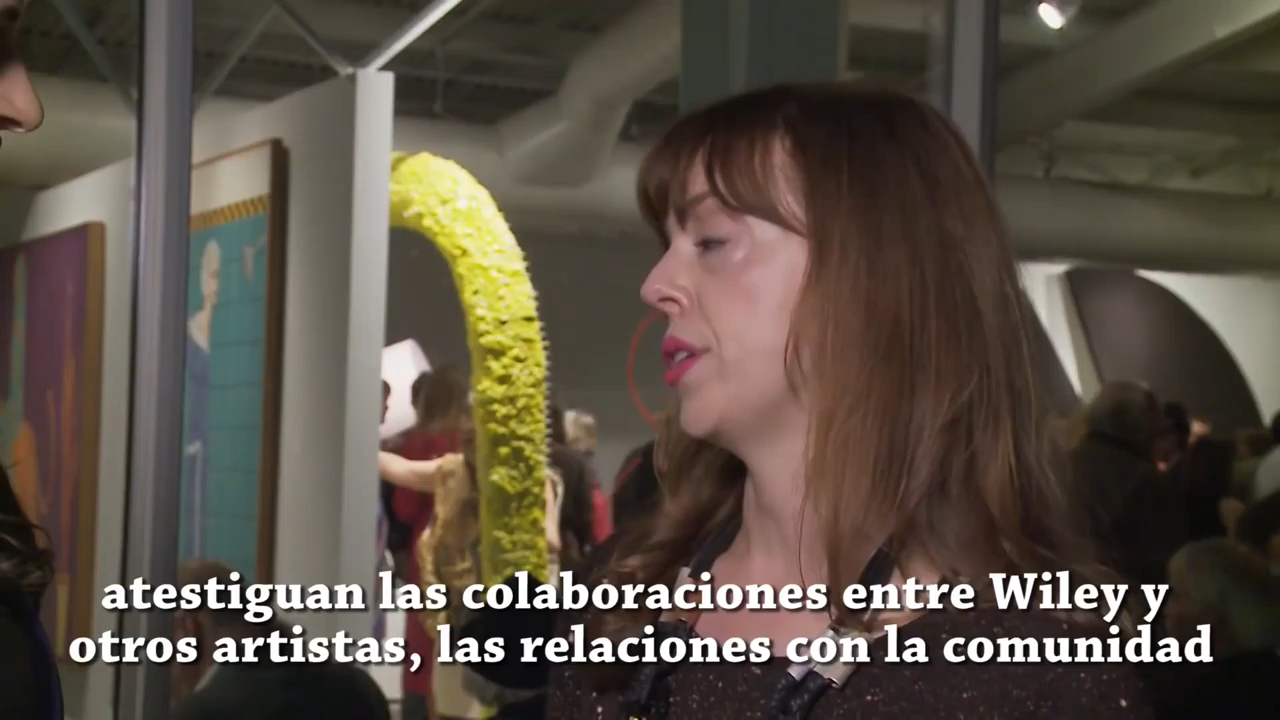 atestiguan las colaboraciones entre Wiley y
otros artistas, las relaciones con la comunidad